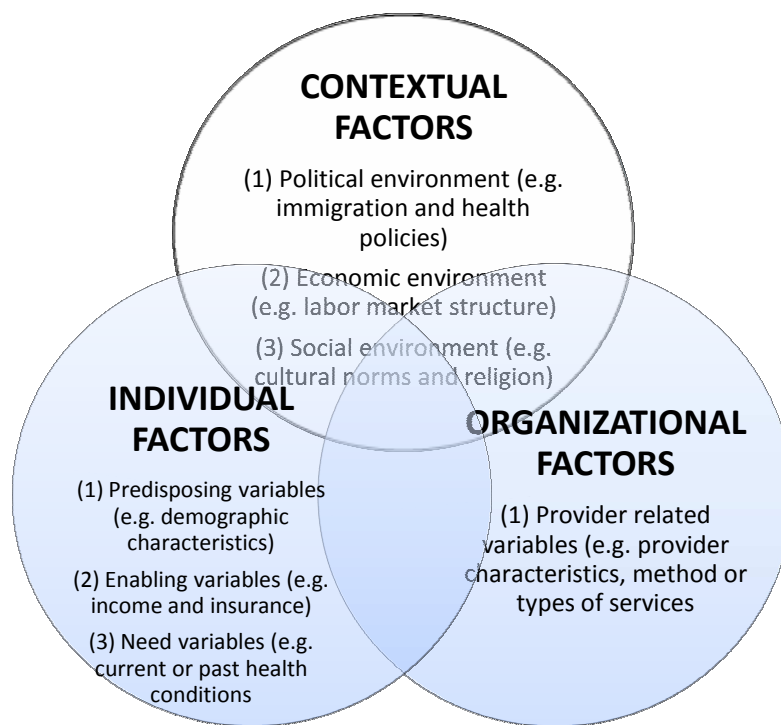 CONTEXTUAL
FACTORS
(1) Political environment (e.g.
immigration and health
policies)
(2) Economic environment
(e.g. labor market structure)
(3) Social environment (e.g.
cultural norms and religion)
INDIVIDUAL
FACTORS
(1) Predisposing variables
(e.g. demographic
characteristics)
(2) Enabling variables (e.g.
income and insurance)
(3) Need variables (e.g.
current or past health
conditions
ORGANIZATIONAL
FACTORS
(1) Provider related
variables (e.g. provider
characteristics, method or
types of services